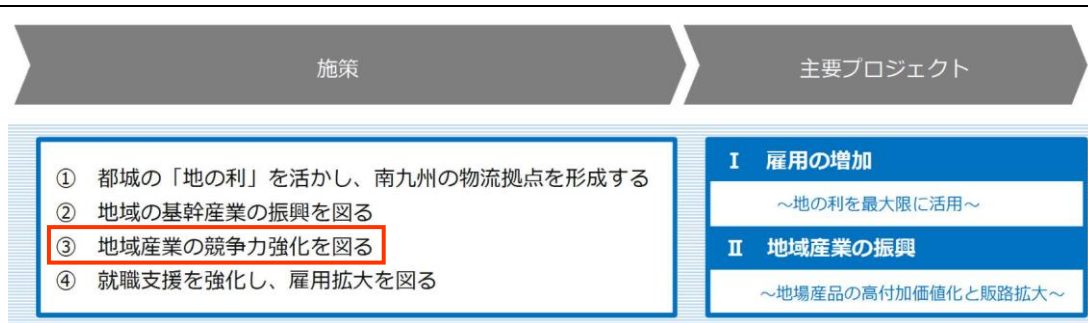 施策
主要プロジェクト
① 都城の「地の利」を活かし、南九州の物流拠点を形成する
② 地域の基幹産業の振興を図る
③ 地域産業の競争力強化を図る
④ 就職支援を強化し、雇用拡大を図る
Ⅰ 雇用の増加
～地の利を最大限に活用～
Ⅱ 地域産業の振興
～地場産品の高付加価値化と販路拡大～